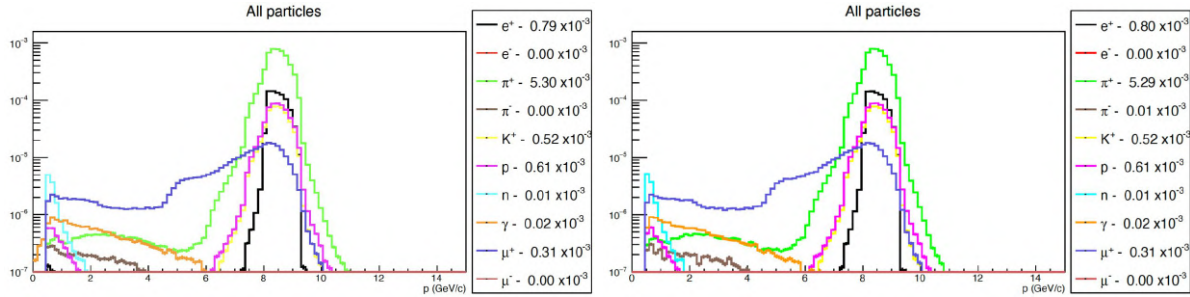 All particles
10⁻³
10⁻⁴
10⁻⁵
10⁻⁶
10⁻⁷
0 2 4 6 8 10 12 14
p (GeV/c)
e⁺ - 0.79 x10⁻³
e⁻ - 0.00 x10⁻³
π⁺ - 5.30 x10⁻³
π⁻ - 0.00 x10⁻³
K⁺ - 0.52 x10⁻³
p - 0.61 x10⁻³
n - 0.01 x10⁻³
γ - 0.02 x10⁻³
μ⁺ - 0.31 x10⁻³
μ⁻ - 0.00 x10⁻³
All particles
10⁻³
10⁻⁴
10⁻⁵
10⁻⁶
10⁻⁷
0 2 4 6 8 10 12 14
p (GeV/c)
e⁺ - 0.80 x10⁻³
e⁻ - 0.00 x10⁻³
π⁺ - 5.29 x10⁻³
π⁻ - 0.01 x10⁻³
K⁺ - 0.52 x10⁻³
p - 0.61 x10⁻³
n - 0.01 x10⁻³
γ - 0.02 x10⁻³
μ⁺ - 0.31 x10⁻³
μ⁻ - 0.00 x10⁻³